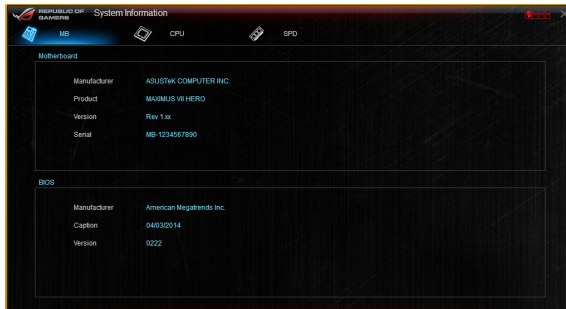 REPUBLIC OF
GAMERS
System Information
MB CPU SPD
Motherboard
Manufacturer ASUSTeK COMPUTER INC.
Product MAXIMUS VII HERO
Version Rev 1.xx
Serial MB-1234567890
BIOS
Manufacturer American Megatrends Inc.
Caption 04/03/2014
Version 0222